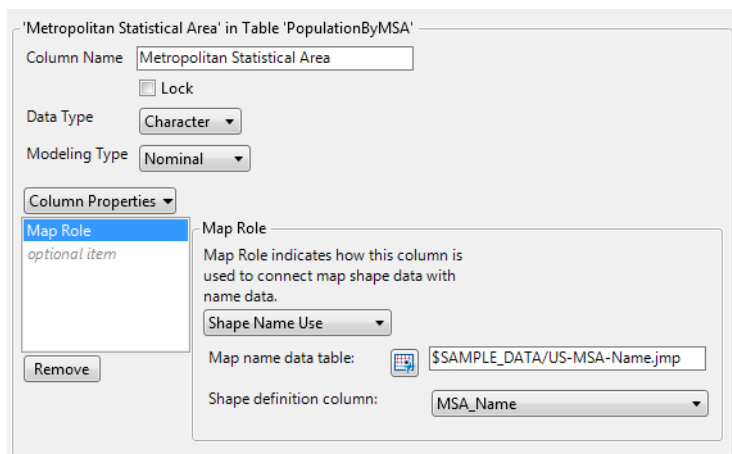 'Metropolitan Statistical Area' in Table 'PopulationByMSA'
Column Name Metropolitan Statistical Area
Lock
Data Type Character
Modeling Type Nominal
Column Properties
Map Role
optional item
Remove
Map Role
Map Role indicates how this column is
used to connect map shape data with
name data.
Shape Name Use
Map name data table: $SAMPLE_DATA/US-MSA-Name.jmp
Shape definition column: MSA_Name